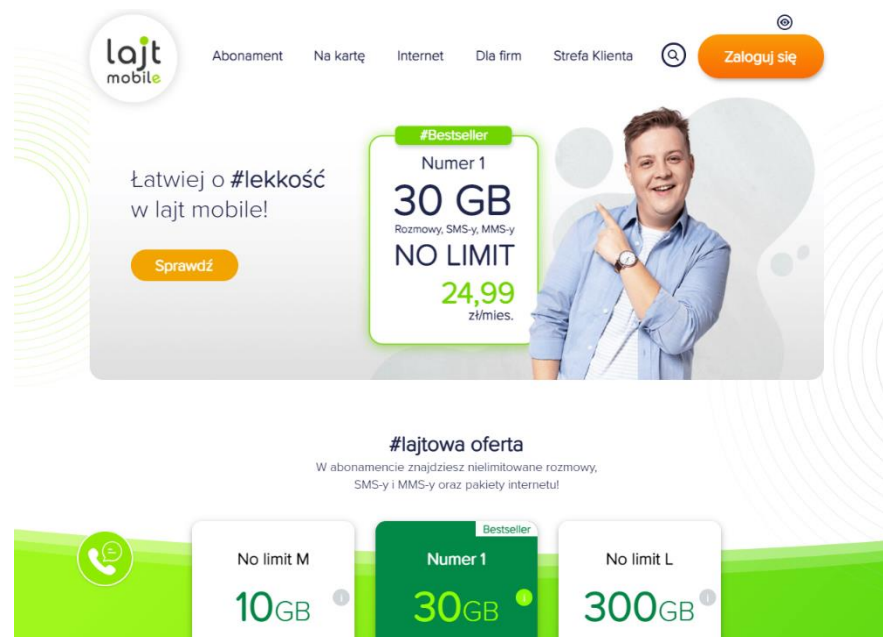 lajt
mobile
Abonament
Na kartę
Internet
Dla firm
Strefa Klienta
Zaloguj się
Łatwiej o #lekkość
w lajt mobile!
Sprawdź
#Bestseller
Numer 1
30 GB
Rozmowy, SMS-y, MMS-y
NO LIMIT
24,99
zł/mies.
#lajtowa oferta
W abonamencie znajdziesz nielimitowane rozmowy,
SMS-y i MMS-y oraz pakiety internetu!
No limit M
10GB
Bestseller
Numer 1
30GB
No limit L
300GB